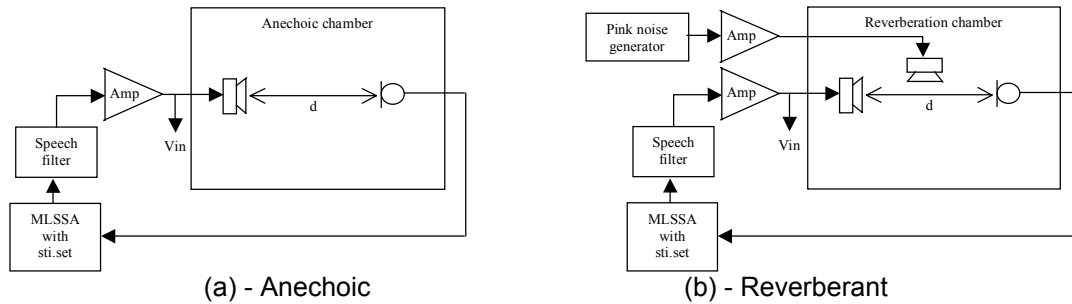 Anechoic chamber
Amp
d
Vin
Speech
filter
MLSSA
with
sti.set
(a) - Anechoic
Pink noise
generator
Amp
Reverberation chamber
Amp
d
Vin
Speech
filter
MLSSA
with
sti.set
(b) - Reverberant